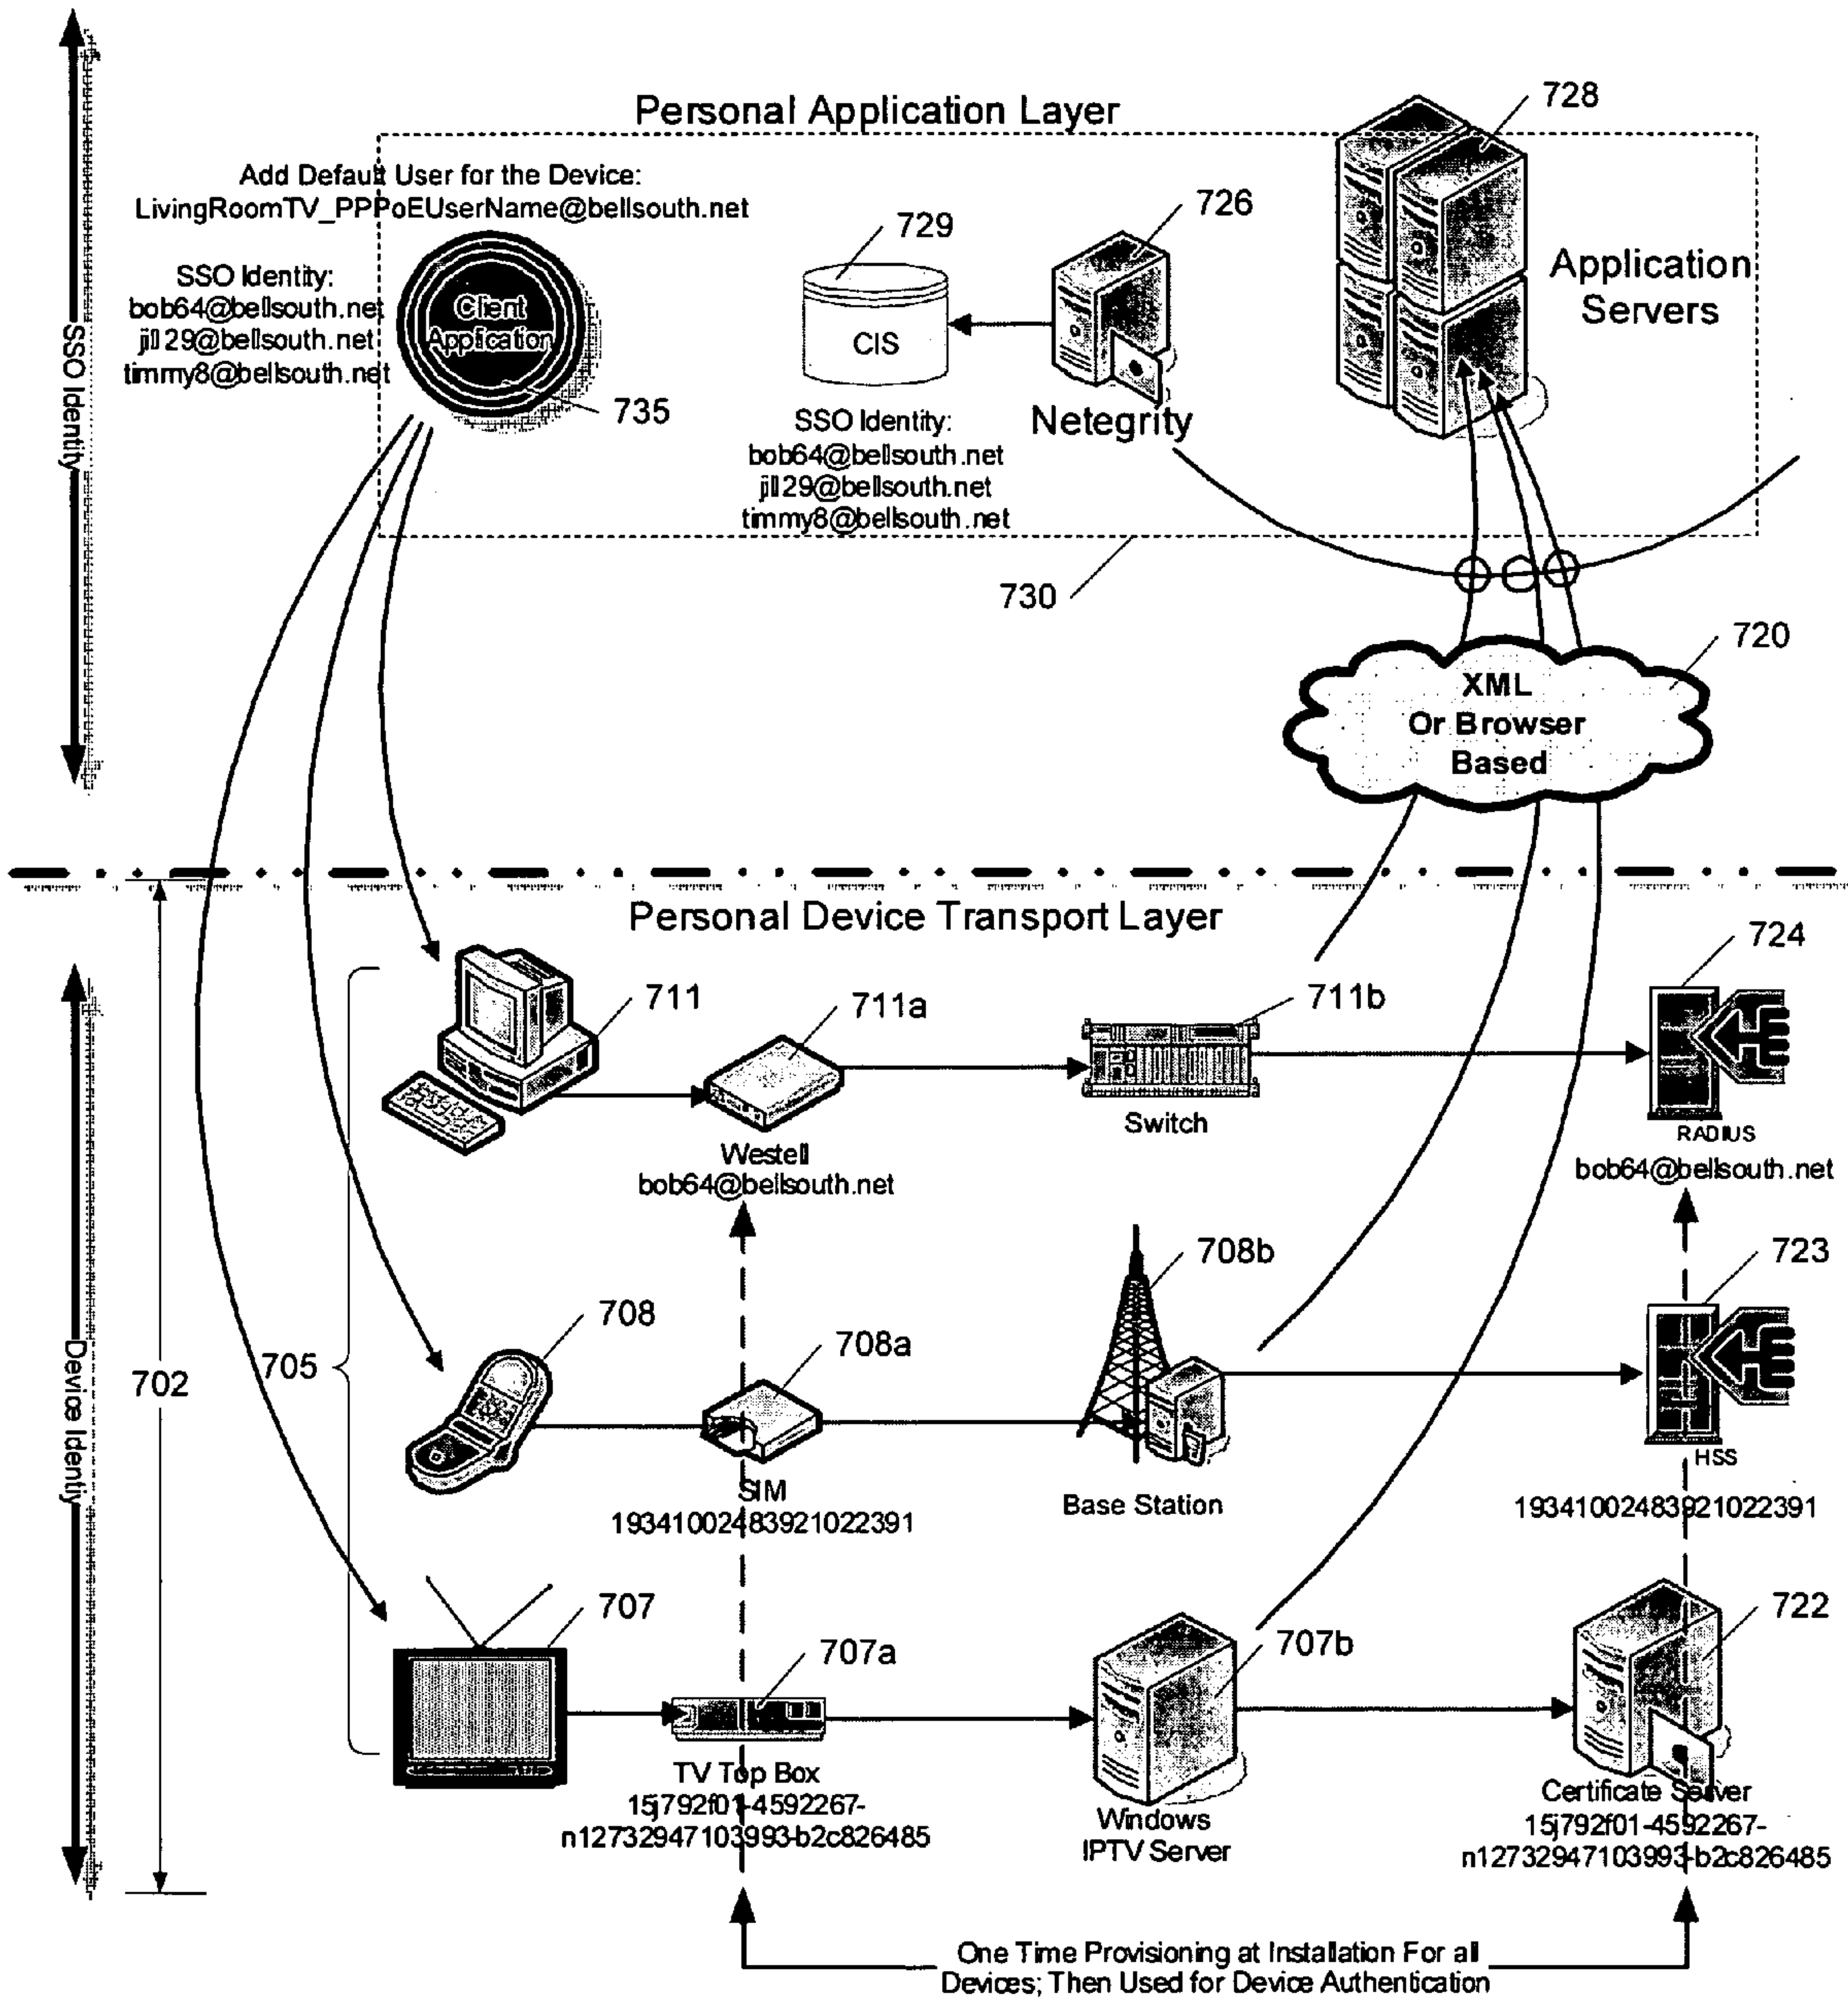 Personal Application Layer
728
Add Default User for the Device:
LivingRoomTV_PPPoEUserName@bellsouth.net
726
729
SSO Identity:
bob64@bellsouth.net
jill29@bellsouth.net
timmy8@bellsouth.net
Client
Application
735
CIS
SSO Identity:
bob64@bellsouth.net
jill29@bellsouth.net
timmy8@bellsouth.net
Netegrity
Application
Servers
SSO Identity
730
720
XML
Or Browser
Based
Personal Device Transport Layer
724
711
711a
711b
Westell
bob64@bellsouth.net
Switch
RADIUS
bob64@bellsouth.net
723
708
708a
708b
Device Identity
702
705
SIM
19341002483921022391
Base Station
HSS
19341002483921022391
707
707a
707b
722
TV Top Box
15j792f01-4592267-
n12732947103993-b2c826485
Windows
IPTV Server
Certificate Server
15j792f01-4592267-
n12732947103993-b2c826485
One Time Provisioning at Installation For all
Devices; Then Used for Device Authentication